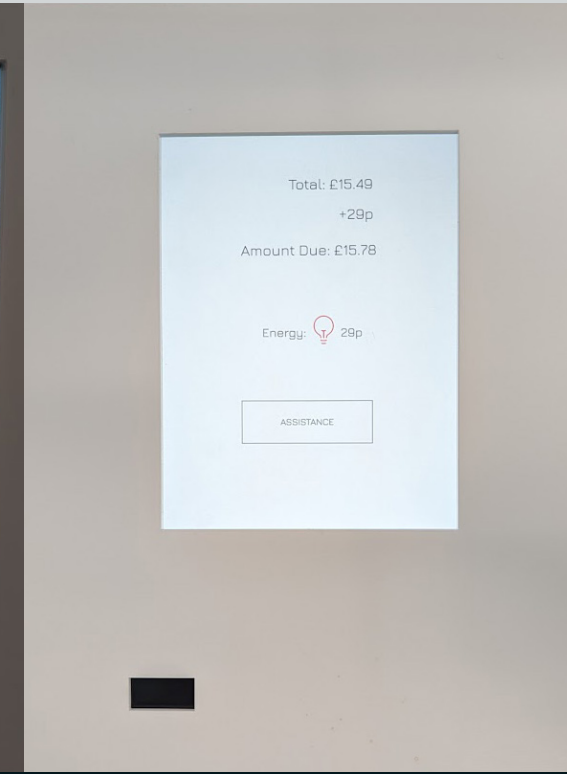 Total: £15.49
+29p
Amount Due: £15.78
Energy: 29p
ASSISTANCE